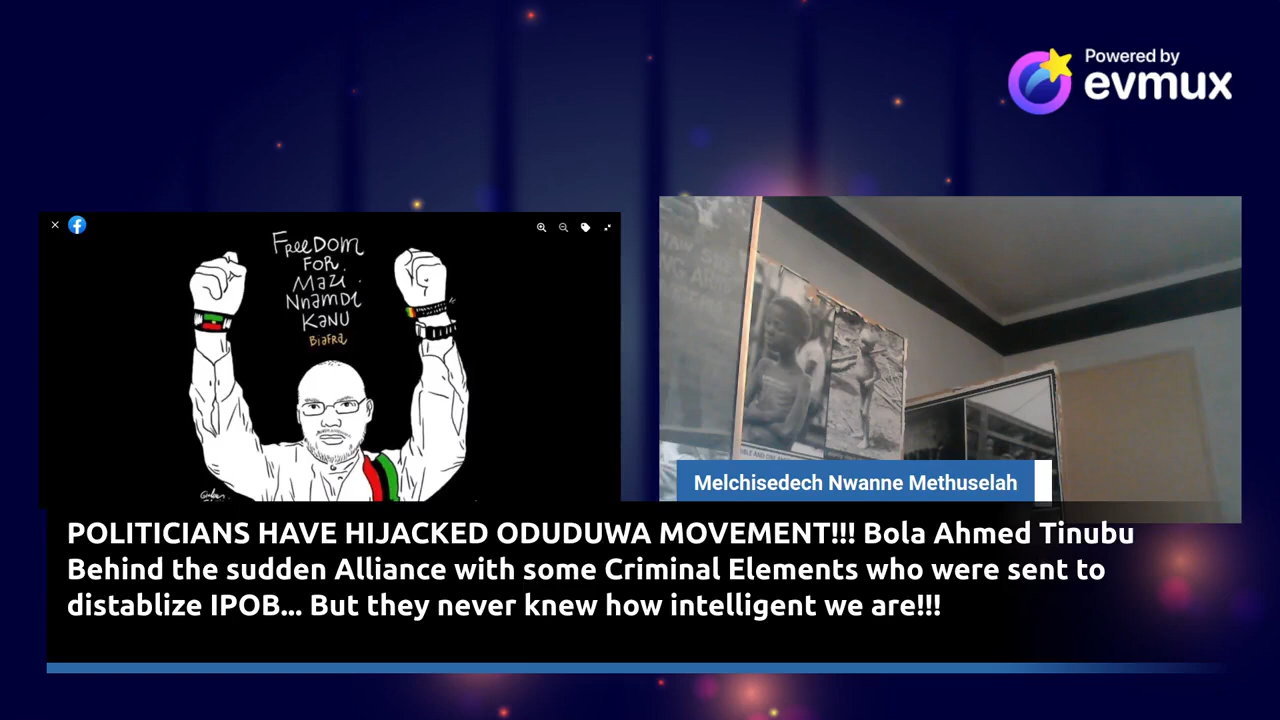 Powered by
evmux
FReeDom
FOR
Mazi
NNamDi
KaNU
BiaFRa
Melchisedech Nwanne Methuselah
POLITICIANS HAVE HIJACKED ODUDUWA MOVEMENT!!! Bola Ahmed Tinubu
Behind the sudden Alliance with some Criminal Elements who were sent to
distablize IPOB... But they never knew how intelligent we are!!!